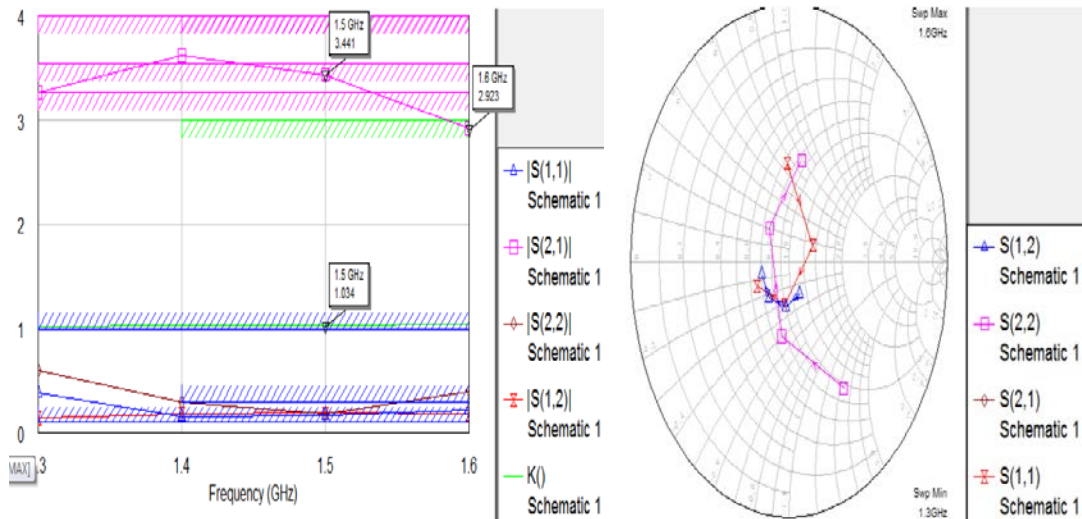 4
3
2
1
0
1.5 GHz
3.441
1.6 GHz
2.923
1.5 GHz
1.034
MAX]
.3
1.4
1.5
1.6
Frequency (GHz)
|S(1,1)|
Schematic 1
|S(2,1)|
Schematic 1
|S(2,2)|
Schematic 1
|S(1,2)|
Schematic 1
K()
Schematic 1
Swp Max
1.6GHz
Swp Min
1.3GHz
S(1,2)
Schematic 1
S(2,2)
Schematic 1
S(2,1)
Schematic 1
S(1,1)
Schematic 1